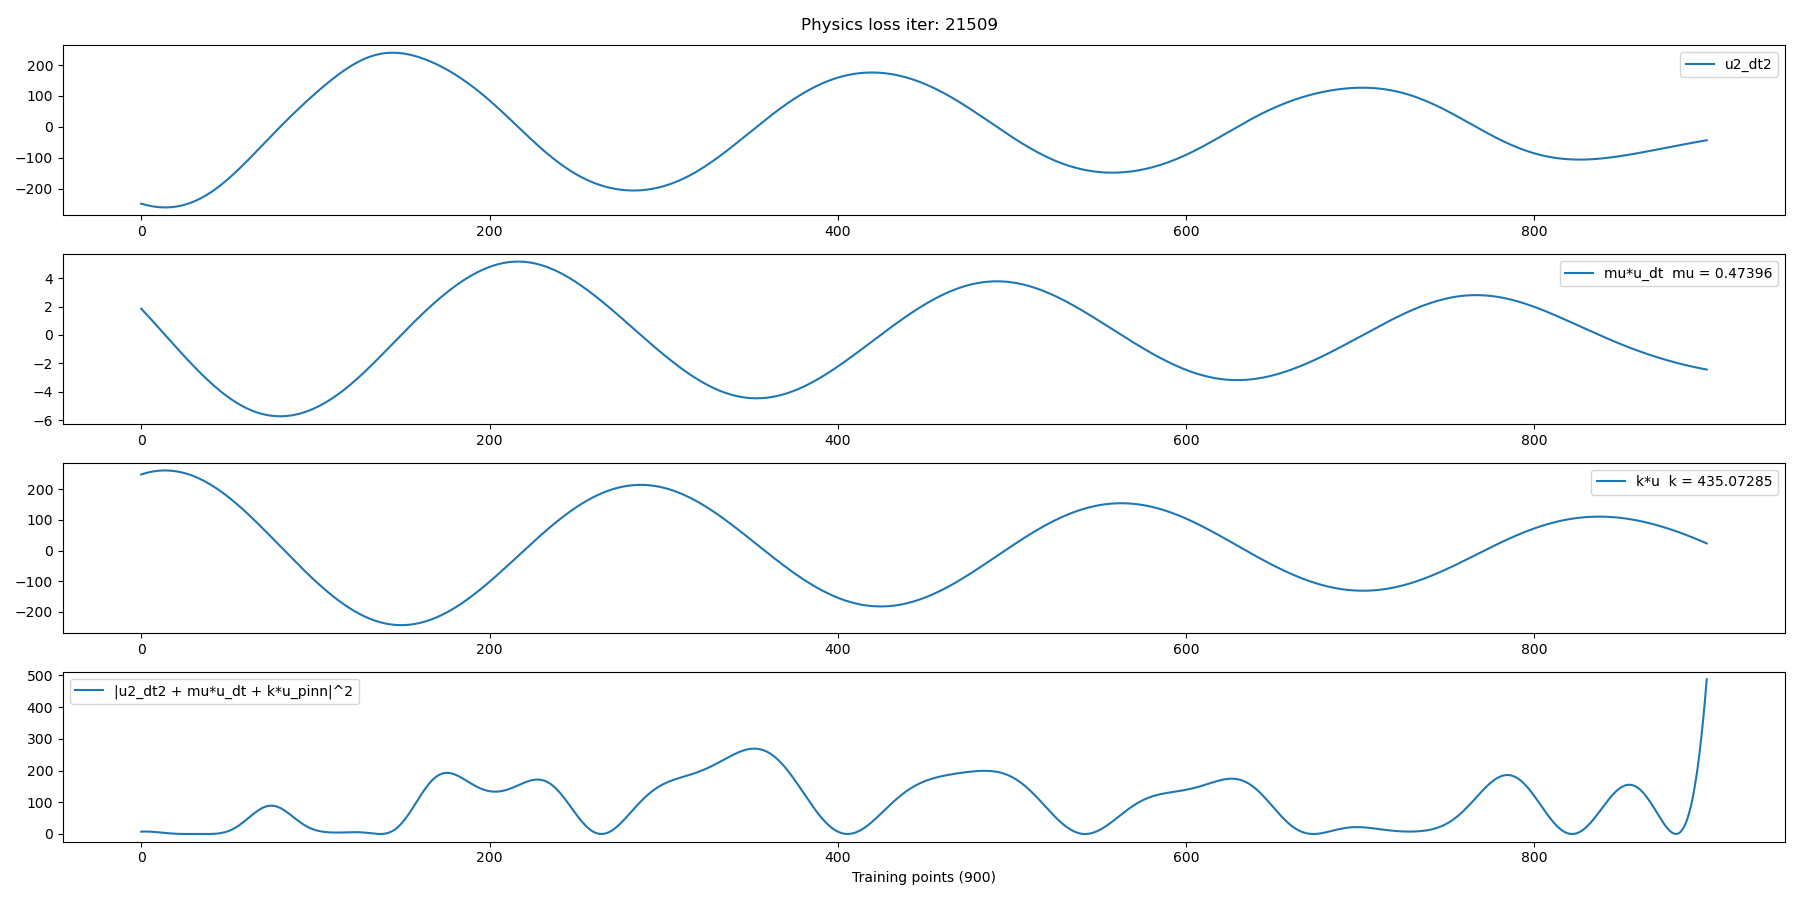 Physics loss iter: 21509
200
100
0
−100
−200
u2_dt2
0 200 400 600 800
4
2
0
−2
−4
−6
mu*u_dt  mu = 0.47396
0 200 400 600 800
200
100
0
−100
−200
k*u  k = 435.07285
0 200 400 600 800
500
400
300
200
100
0
|u2_dt2 + mu*u_dt + k*u_pinn|^2
0 200 400 600 800
Training points (900)